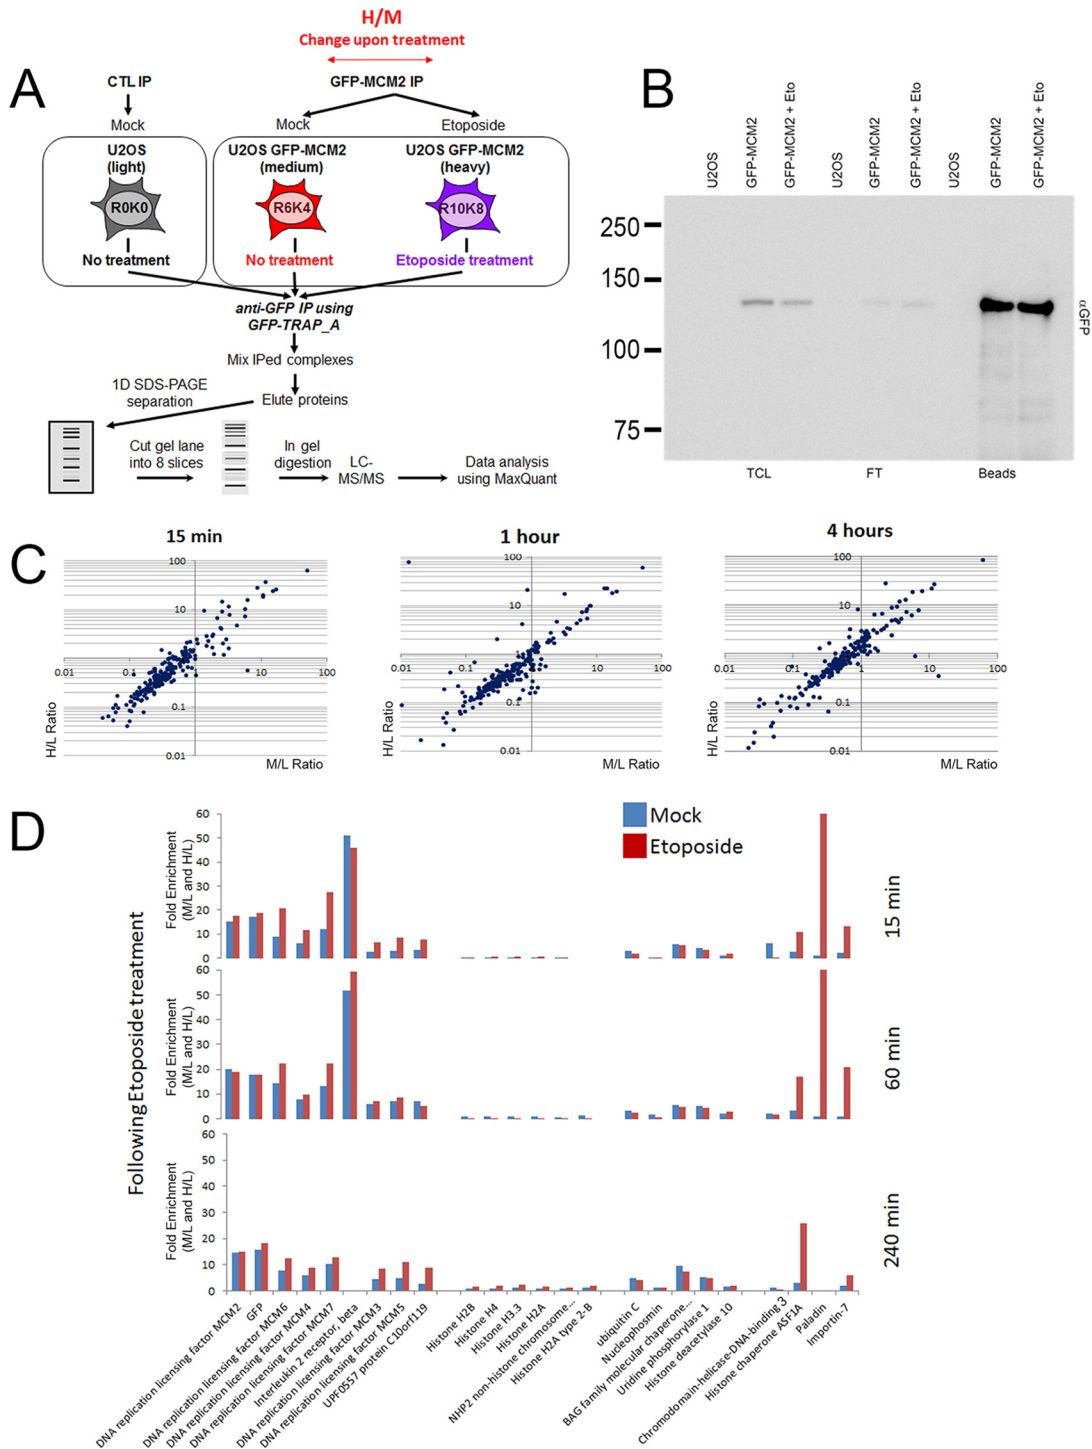 H/M
Change upon treatment
A
CTL IP
GFP-MCM2 IP
Mock
Mock
Etoposide
U2OS
(light)
U2OS GFP-MCM2
(medium)
U2OS GFP-MCM2
(heavy)
R0K0
R6K4
R10K8
No treatment
No treatment
Etoposide treatment
anti-GFP IP using
GFP-TRAP_A
Mix IPed complexes
1D SDS-PAGE
separation
Elute proteins
Cut gel lane
into 8 slices
In gel
digestion
LC-
MS/MS
Data analysis
using MaxQuant
B
U2OS
GFP-MCM2
GFP-MCM2 + Eto
U2OS
GFP-MCM2
GFP-MCM2 + Eto
U2OS
GFP-MCM2
GFP-MCM2 + Eto
250
150
100
75
αGFP
TCL
FT
Beads
C
15 min
100
10
0.01
0.1
1
10
100
0.1
0.01
H/L Ratio
M/L Ratio
1 hour
100
10
0.01
0.1
1
10
100
0.1
0.01
H/L Ratio
M/L Ratio
4 hours
100
10
0.01
0.1
1
10
100
0.1
0.01
H/L Ratio
M/L Ratio
D
Mock
Etoposide
Following Etoposide treatment
Fold Enrichment
(M/L and H/L)
60
50
40
30
20
10
0
15 min
Fold Enrichment
(M/L and H/L)
60
50
40
30
20
10
0
60 min
Fold Enrichment
(M/L and H/L)
60
50
40
30
20
10
0
240 min
DNA replication licensing factor MCM2
GFP
DNA replication licensing factor MCM6
DNA replication licensing factor MCM4
DNA replication licensing factor MCM7
Interleukin 2 receptor, beta
DNA replication licensing factor MCM3
DNA replication licensing factor MCM5
UPF0557 protein C10orf119
Histone H2B
Histone H4
Histone H3.3
Histone H2A
NHP2 non-histone chromosome...
Histone H2A type 2-B
ubiquitin C
Nucleophosmin
BAG family molecular chaperone...
Uridine phosphorylase 1
Histone deacetylase 10
Chromodomain-helicase-DNA-binding 3
Histone chaperone ASF1A
Paladin
Importin-7